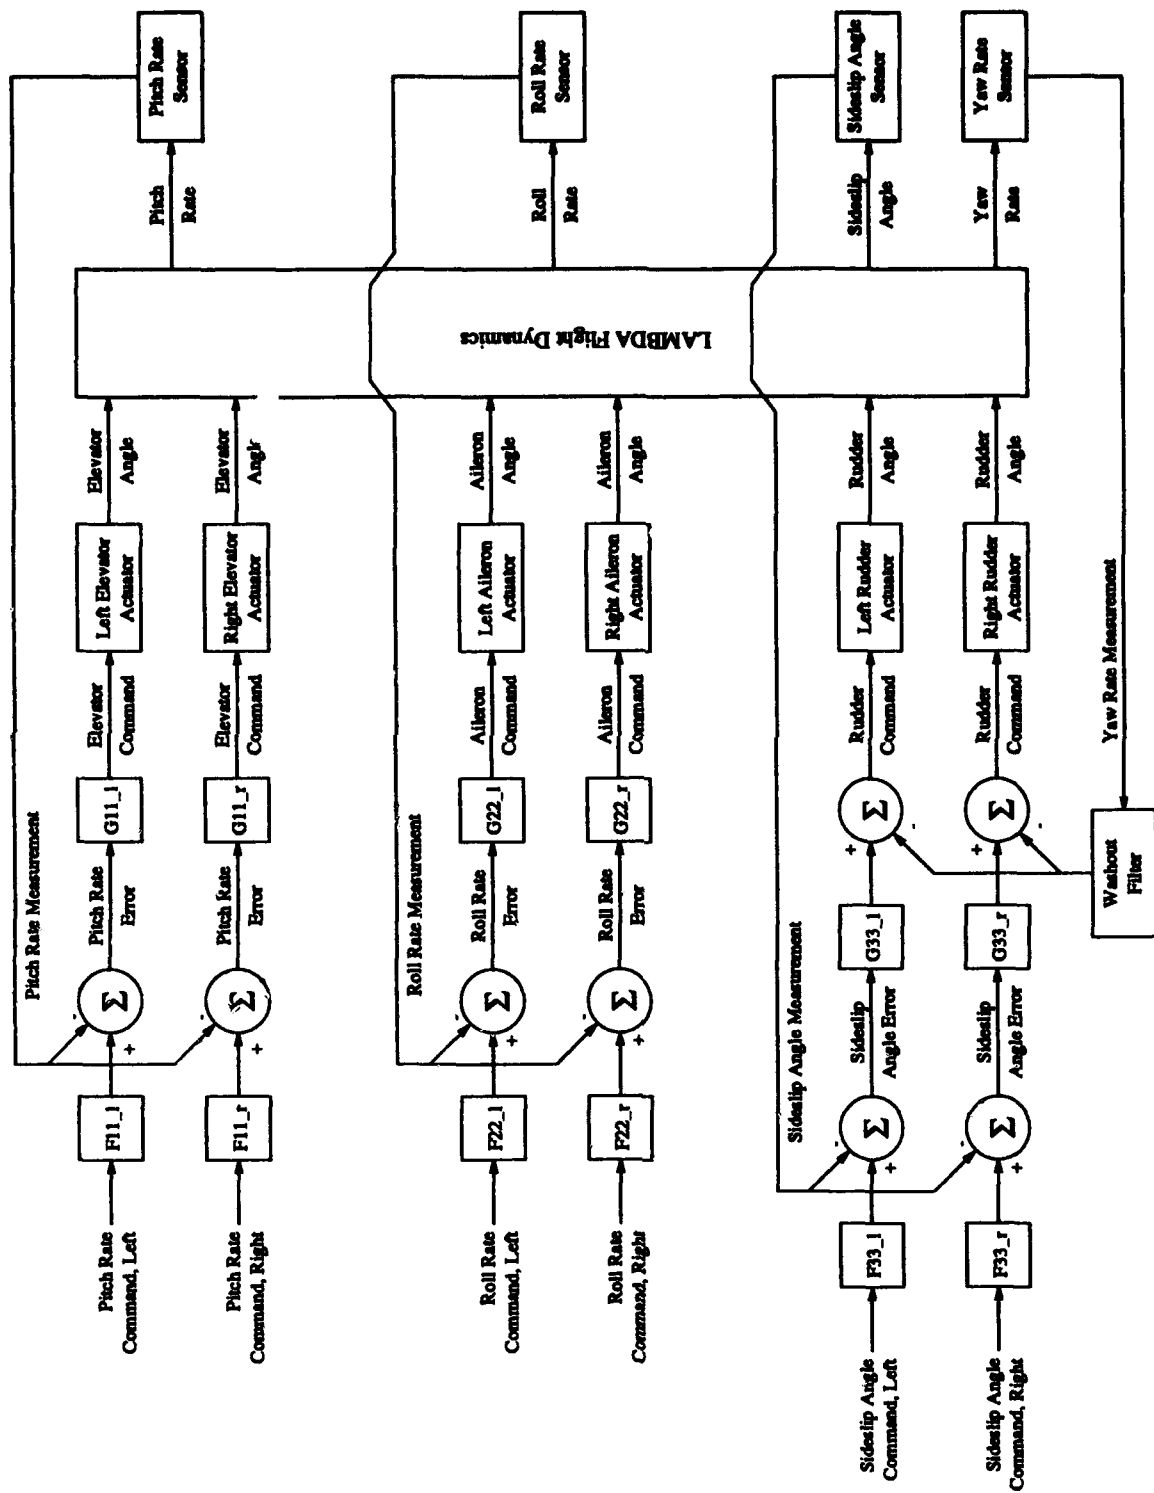 Pitch Rate Measurement
Pitch Rate
Command, Left
F11_l
+
-
Σ
Pitch Rate
Error
G11_l
Elevator
Command
Left Elevator
Actuator
Elevator
Angle
Pitch Rate
Command, Right
F11_r
+
-
Σ
Pitch Rate
Error
G11_r
Elevator
Command
Right Elevator
Actuator
Elevator
Angle
Pitch
Rate
Pitch Rate
Sensor
Roll Rate Measurement
Roll Rate
Command, Left
F22_l
+
-
Σ
Roll Rate
Error
G22_l
Aileron
Command
Left Aileron
Actuator
Aileron
Angle
Roll Rate
Command, Right
F22_r
+
-
Σ
Roll Rate
Error
G22_r
Aileron
Command
Right Aileron
Actuator
Aileron
Angle
LAMBDA Flight Dynamics
Roll
Rate
Roll Rate
Sensor
Sideslip Angle Measurement
Sideslip Angle
Command, Left
F33_l
+
-
Σ
Sideslip
Angle Error
G33_l
+
-
Σ
Rudder
Command
Left Rudder
Actuator
Rudder
Angle
Sideslip
Angle
Sideslip Angle
Sensor
Sideslip Angle
Command, Right
F33_r
+
-
Σ
Sideslip
Angle Error
G33_r
+
-
Σ
Rudder
Command
Right Rudder
Actuator
Rudder
Angle
Yaw
Rate
Yaw Rate
Sensor
Washout
Filter
Yaw Rate Measurement